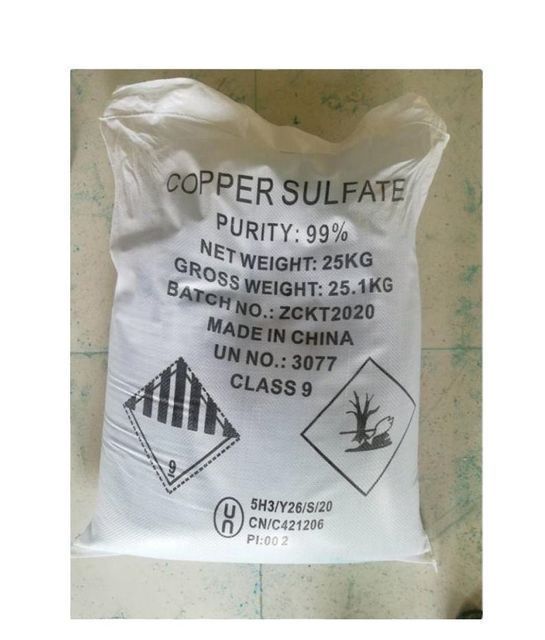 COPPER SULFATE
PURITY: 99%
NET WEIGHT: 25KG
GROSS WEIGHT: 25.1KG
BATCH NO.: ZCKT2020
MADE IN CHINA
UN NO.: 3077
CLASS 9
9
un
5H3/Y26/S/20
CN/C421206
PI:002